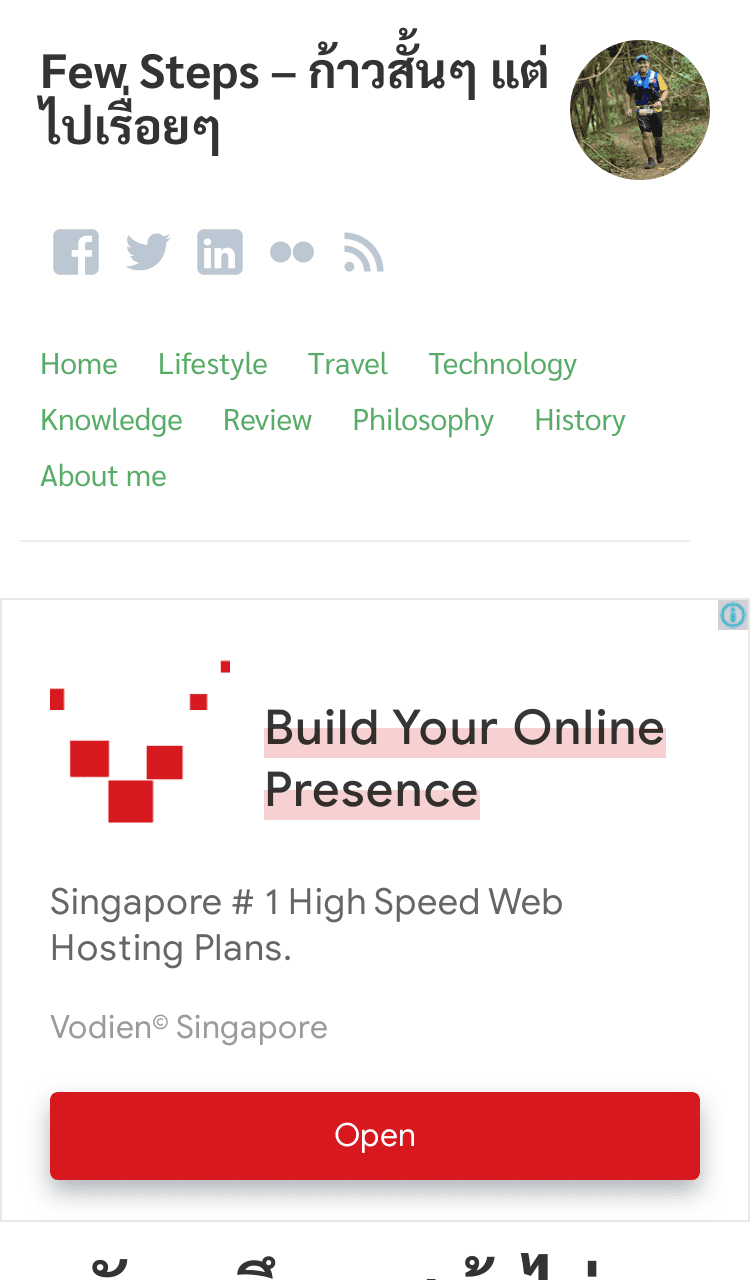 Few Steps – ก้าวสั้นๆ แต่
ไปเรื่อยๆ
Home Lifestyle Travel Technology
Knowledge Review Philosophy History
About me
Build Your Online
Presence
Singapore # 1 High Speed Web
Hosting Plans.
Vodien© Singapore
Open